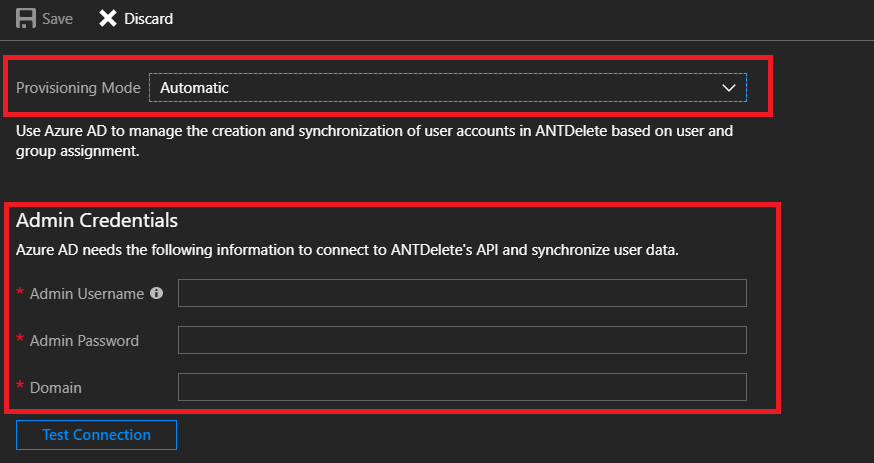 Save Discard
Provisioning Mode Automatic
Use Azure AD to manage the creation and synchronization of user accounts in ANTDelete based on user and
group assignment.
Admin Credentials
Azure AD needs the following information to connect to ANTDelete's API and synchronize user data.
* Admin Username
* Admin Password
* Domain
Test Connection